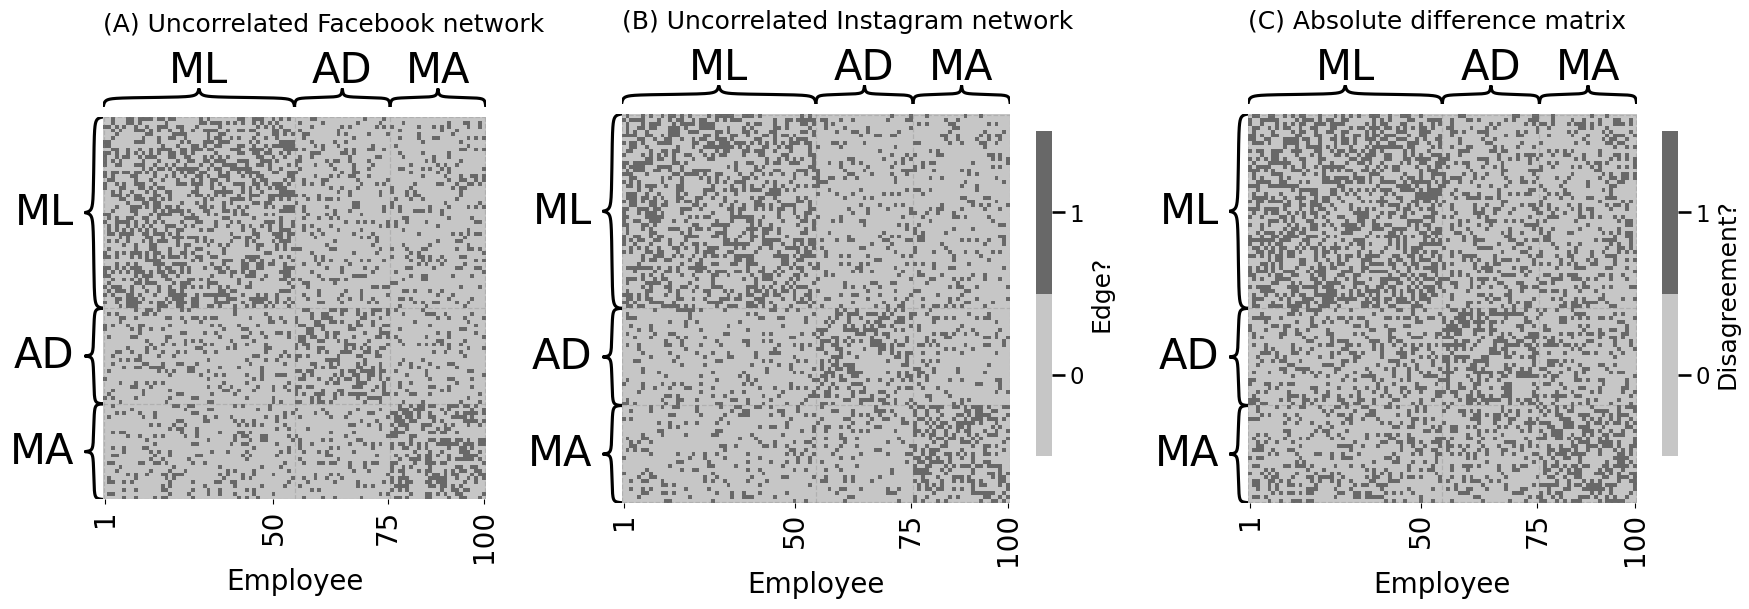 (A) Uncorrelated Facebook network
ML AD MA
ML
AD
MA
1 50 75 100
Employee
(B) Uncorrelated Instagram network
ML AD MA
ML
AD
MA
1 50 75 100
Employee
1
0
Edge?
(C) Absolute difference matrix
ML AD MA
ML
AD
MA
1 50 75 100
Employee
1
0
Disagreement?